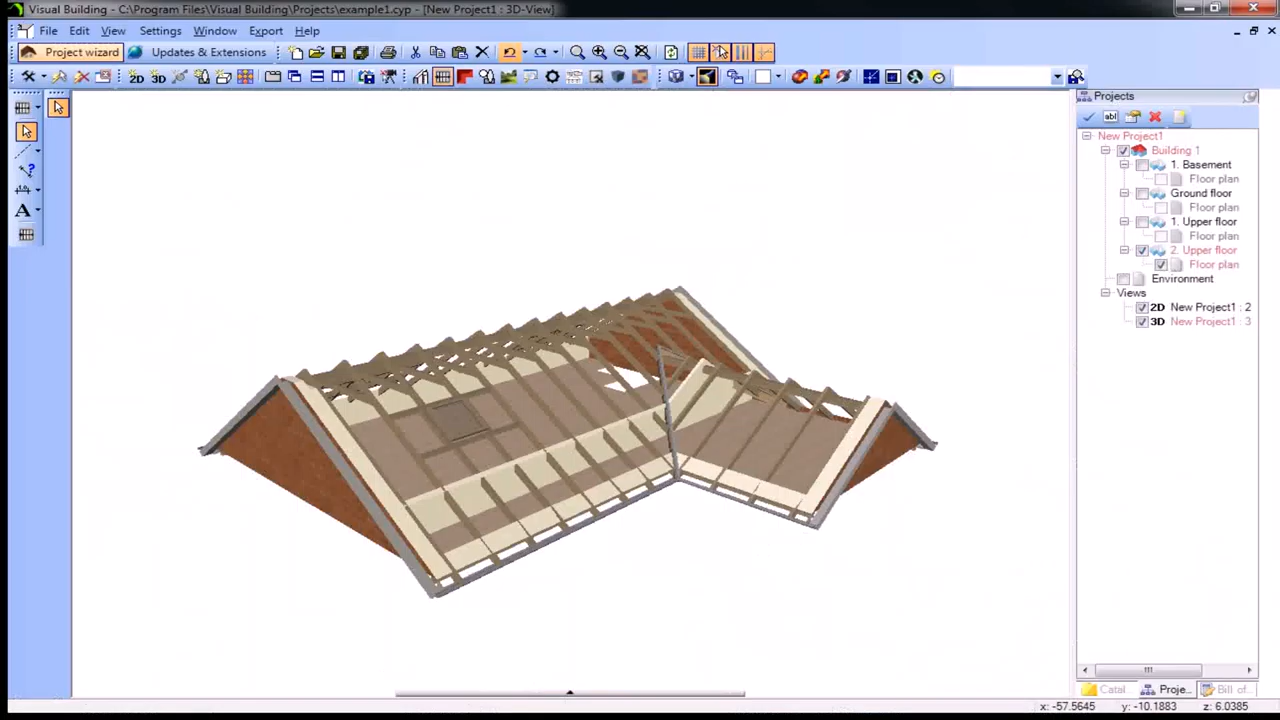 Visual Building - C:\Program Files\Visual Building\Projects\example1.cyp - [New Project1 : 3D-View]
File Edit View Settings Window Export Help
Project wizard Updates & Extensions
2D 3D
Projects
abl
New Project1
Building 1
1. Basement
Floor plan
Ground floor
Floor plan
1. Upper floor
Floor plan
2. Upper floor
Floor plan
Environment
Views
2D New Project1 : 2
3D New Project1 : 3
A
Catal Proje... Bill of
x: -57.5645 y: -10.1883 z: 6.0385